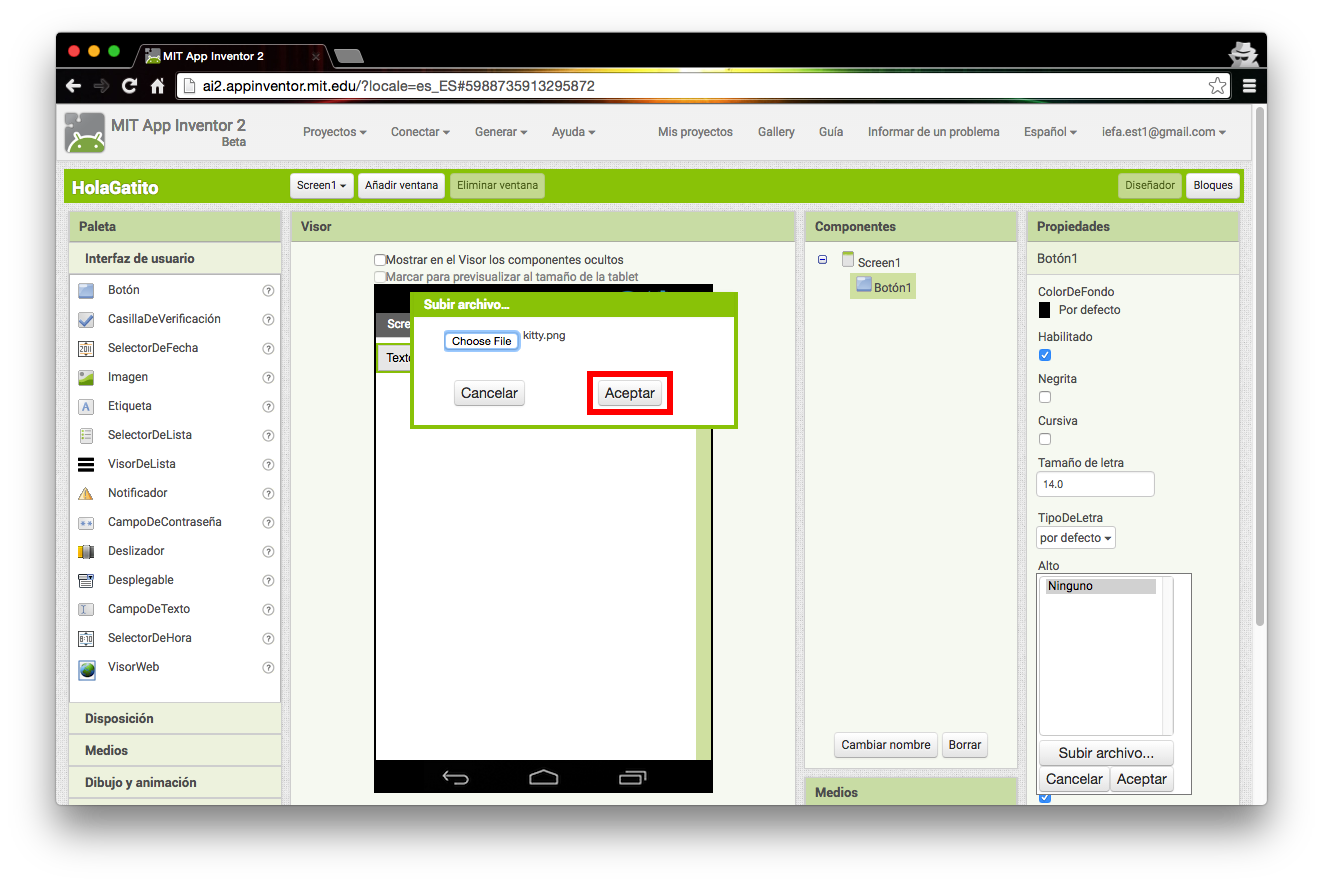 MIT App Inventor 2
ai2.appinventor.mit.edu/?locale=es_ES#5988735913295872
MIT App Inventor 2
Beta
Proyectos Conectar Generar Ayuda Mis proyectos Gallery Guía Informar de un problema Español iefa.est1@gmail.com
HolaGatito Screen1 Añadir ventana Eliminar ventana Diseñador Bloques
Paleta
Interfaz de usuario
Botón ?
CasillaDeVerificación ?
2011 SelectorDeFecha ?
Imagen ?
A Etiqueta ?
SelectorDeLista ?
VisorDeLista ?
Notificador ?
CampoDeContraseña ?
Deslizador ?
Desplegable ?
CampoDeTexto ?
8:10 SelectorDeHora ?
VisorWeb ?
Disposición
Medios
Dibujo y animación
Visor
Mostrar en el Visor los componentes ocultos
Marcar para previsualizar al tamaño de la tablet
Scre
Texto
Subir archivo...
Choose File kitty.png
Cancelar Aceptar
Componentes
Screen1
Botón1
Cambiar nombre Borrar
Medios
Propiedades
Botón1
ColorDeFondo
Por defecto
Habilitado
Negrita
Cursiva
Tamaño de letra
14.0
TipoDeLetra
por defecto
Alto
Ninguno
Subir archivo...
Cancelar Aceptar